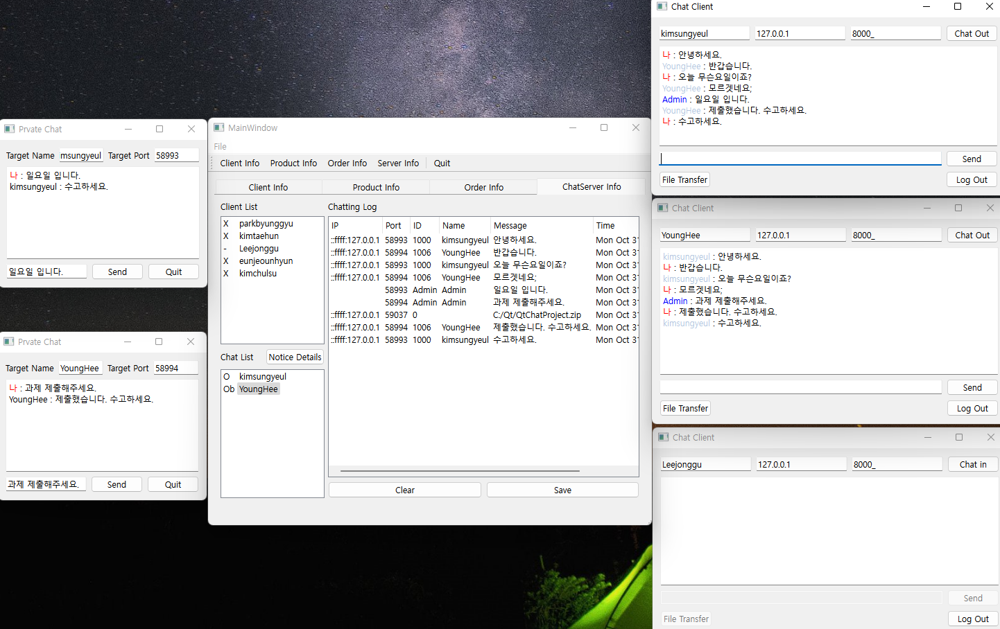 Prvate Chat
Target Name msungyeul Target Port 58993
나 : 일요일 입니다.
kimsungyeul : 수고하세요.
일요일 입니다. Send Quit
Prvate Chat
Target Name YoungHee Target Port 58994
나 : 과제 제출해주세요.
YoungHee : 제출했습니다. 수고하세요.
과제 제출해주세요. Send Quit
MainWindow
File
Client Info Product Info Order Info Server Info Quit
Client Info Product Info Order Info ChatServer Info
Client List
X parkbyunggyu
X kimtaehun
- Leejonggu
X eunjeounhyun
X kimchulsu
Chat List Notice Details
O kimsungyeul
Ob YoungHee
Chatting Log
IP Port ID Name Message Time
::ffff:127.0.0.1 58993 1000 kimsungyeul 안녕하세요. Mon Oct 31
::ffff:127.0.0.1 58994 1006 YoungHee 반갑습니다. Mon Oct 31
::ffff:127.0.0.1 58993 1000 kimsungyeul 오늘 무슨요일이죠? Mon Oct 31
::ffff:127.0.0.1 58994 1006 YoungHee 모르겟네요; Mon Oct 31
58993 Admin Admin 일요일 입니다. Mon Oct 31
58994 Admin Admin 과제 제출해주세요. Mon Oct 31
::ffff:127.0.0.1 59037 0 C:/Qt/QtChatProject.zip Mon Oct 31
::ffff:127.0.0.1 58994 1006 YoungHee 제출했습니다. 수고하세요. Mon Oct 31
::ffff:127.0.0.1 58993 1000 kimsungyeul 수고하세요. Mon Oct 31
Clear Save
Chat Client
kimsungyeul 127.0.0.1 8000_ Chat Out
나 : 안녕하세요.
YoungHee : 반갑습니다.
나 : 오늘 무슨요일이죠?
YoungHee : 모르겟네요;
Admin : 일요일 입니다.
YoungHee : 제출했습니다. 수고하세요.
나 : 수고하세요.
Send
File Transfer Log Out
Chat Client
YoungHee 127.0.0.1 8000_ Chat Out
kimsungyeul : 안녕하세요.
나 : 반갑습니다.
kimsungyeul : 오늘 무슨요일이죠?
나 : 모르겟네요;
Admin : 과제 제출해주세요.
나 : 제출했습니다. 수고하세요.
kimsungyeul : 수고하세요.
Send
File Transfer Log Out
Chat Client
Leejonggu 127.0.0.1 8000_ Chat in
Send
File Transfer Log Out